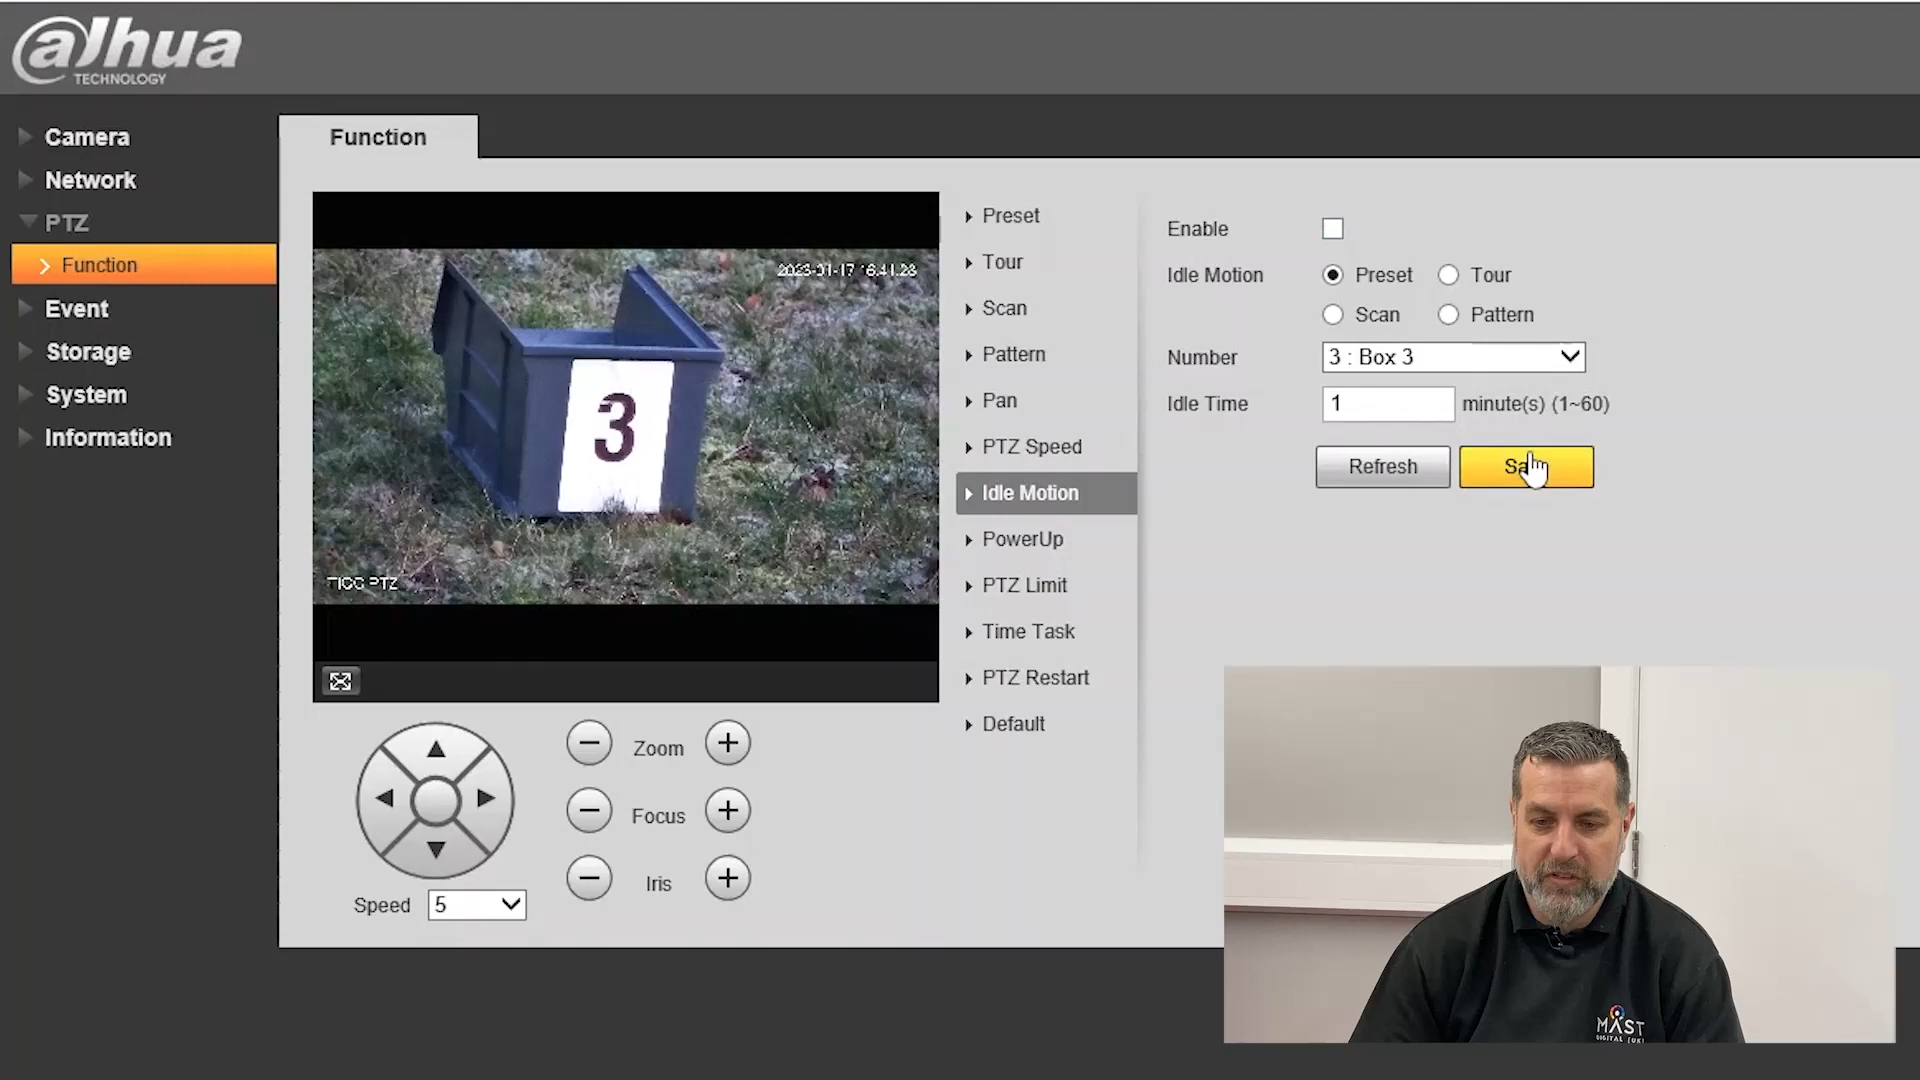 alhua
TECHNOLOGY
Camera
Network
PTZ
Function
Event
Storage
System
Information
Function
2023-01-17 16:41:28
3
TICC PTZ
Zoom
Focus
Iris
Speed 5
Preset
Tour
Scan
Pattern
Pan
PTZ Speed
Idle Motion
PowerUp
PTZ Limit
Time Task
PTZ Restart
Default
Enable
Idle Motion Preset Tour
Scan Pattern
Number 3 : Box 3
Idle Time 1 minute(s) (1~60)
Refresh
MAST
DIGITAL [UK]